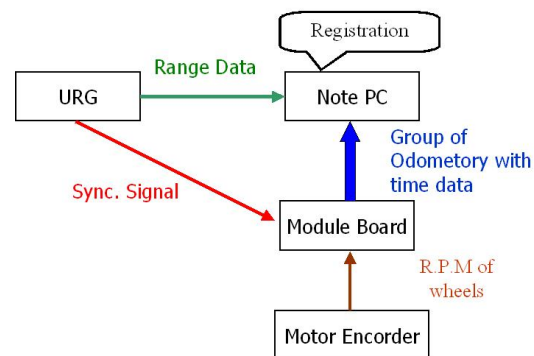 Registration
Range Data
URG
Note PC
Group of
Odometory with
time data
Sync. Signal
Module Board
R.P.M of
wheels
Motor Encorder